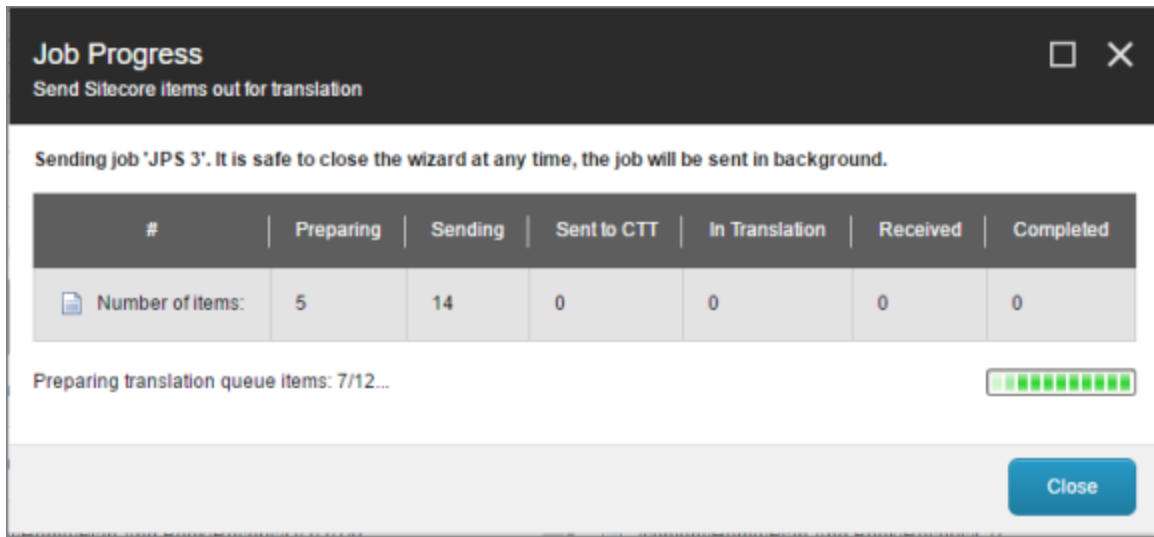 Job Progress
Send Sitecore items out for translation
Sending job 'JPS 3'. It is safe to close the wizard at any time, the job will be sent in background.
# Preparing Sending Sent to CTT In Translation Received Completed
Number of items: 5 14 0 0 0 0
Preparing translation queue items: 7/12...
Close